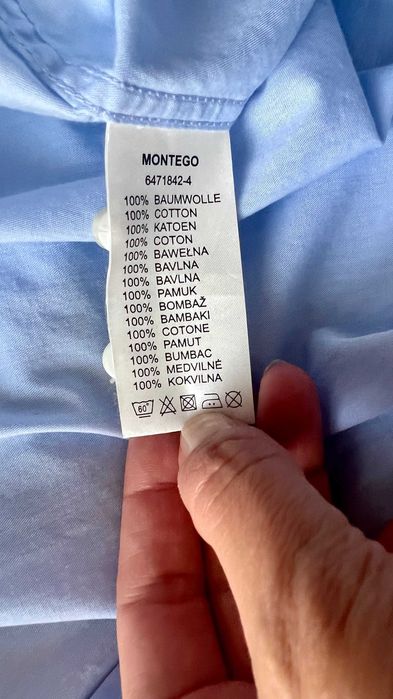 MONTEGO
6471842-4
100% BAUMWOLLE
100% COTTON
100% KATOEN
100% COTON
100% BAWEŁNA
100% BAVLNA
100% BAVLNA
100% PAMUK
100% BOMBAŽ
100% BAMBAKI
100% COTONE
100% PAMUT
100% BUMBAC
100% MEDVILNĖ
100% KOKVILNA
60°